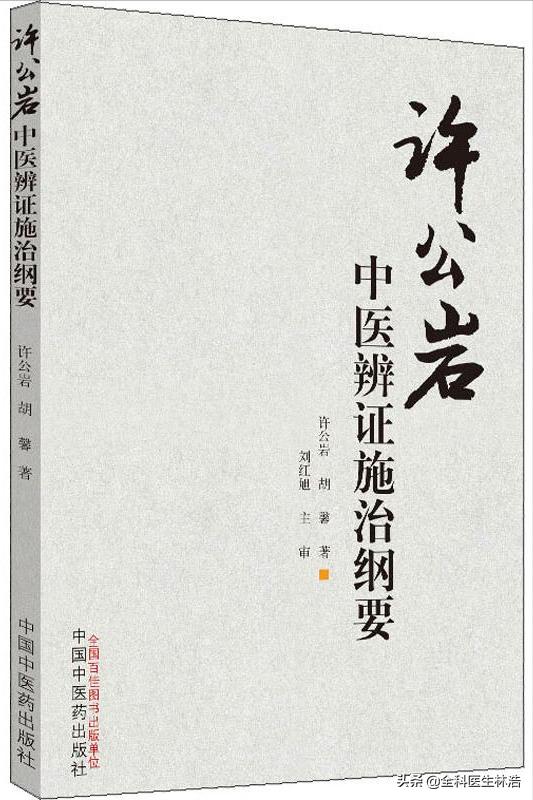 许公岩
中医辨证施治纲要
许公岩 胡 馨 著
中国中医药出版社
许公岩
中医辨证施治纲要
许公岩 胡 馨 著
刘红旭 主 审
全国百佳图书出版单位
中国中医药出版社
头条 @全科医生林浩